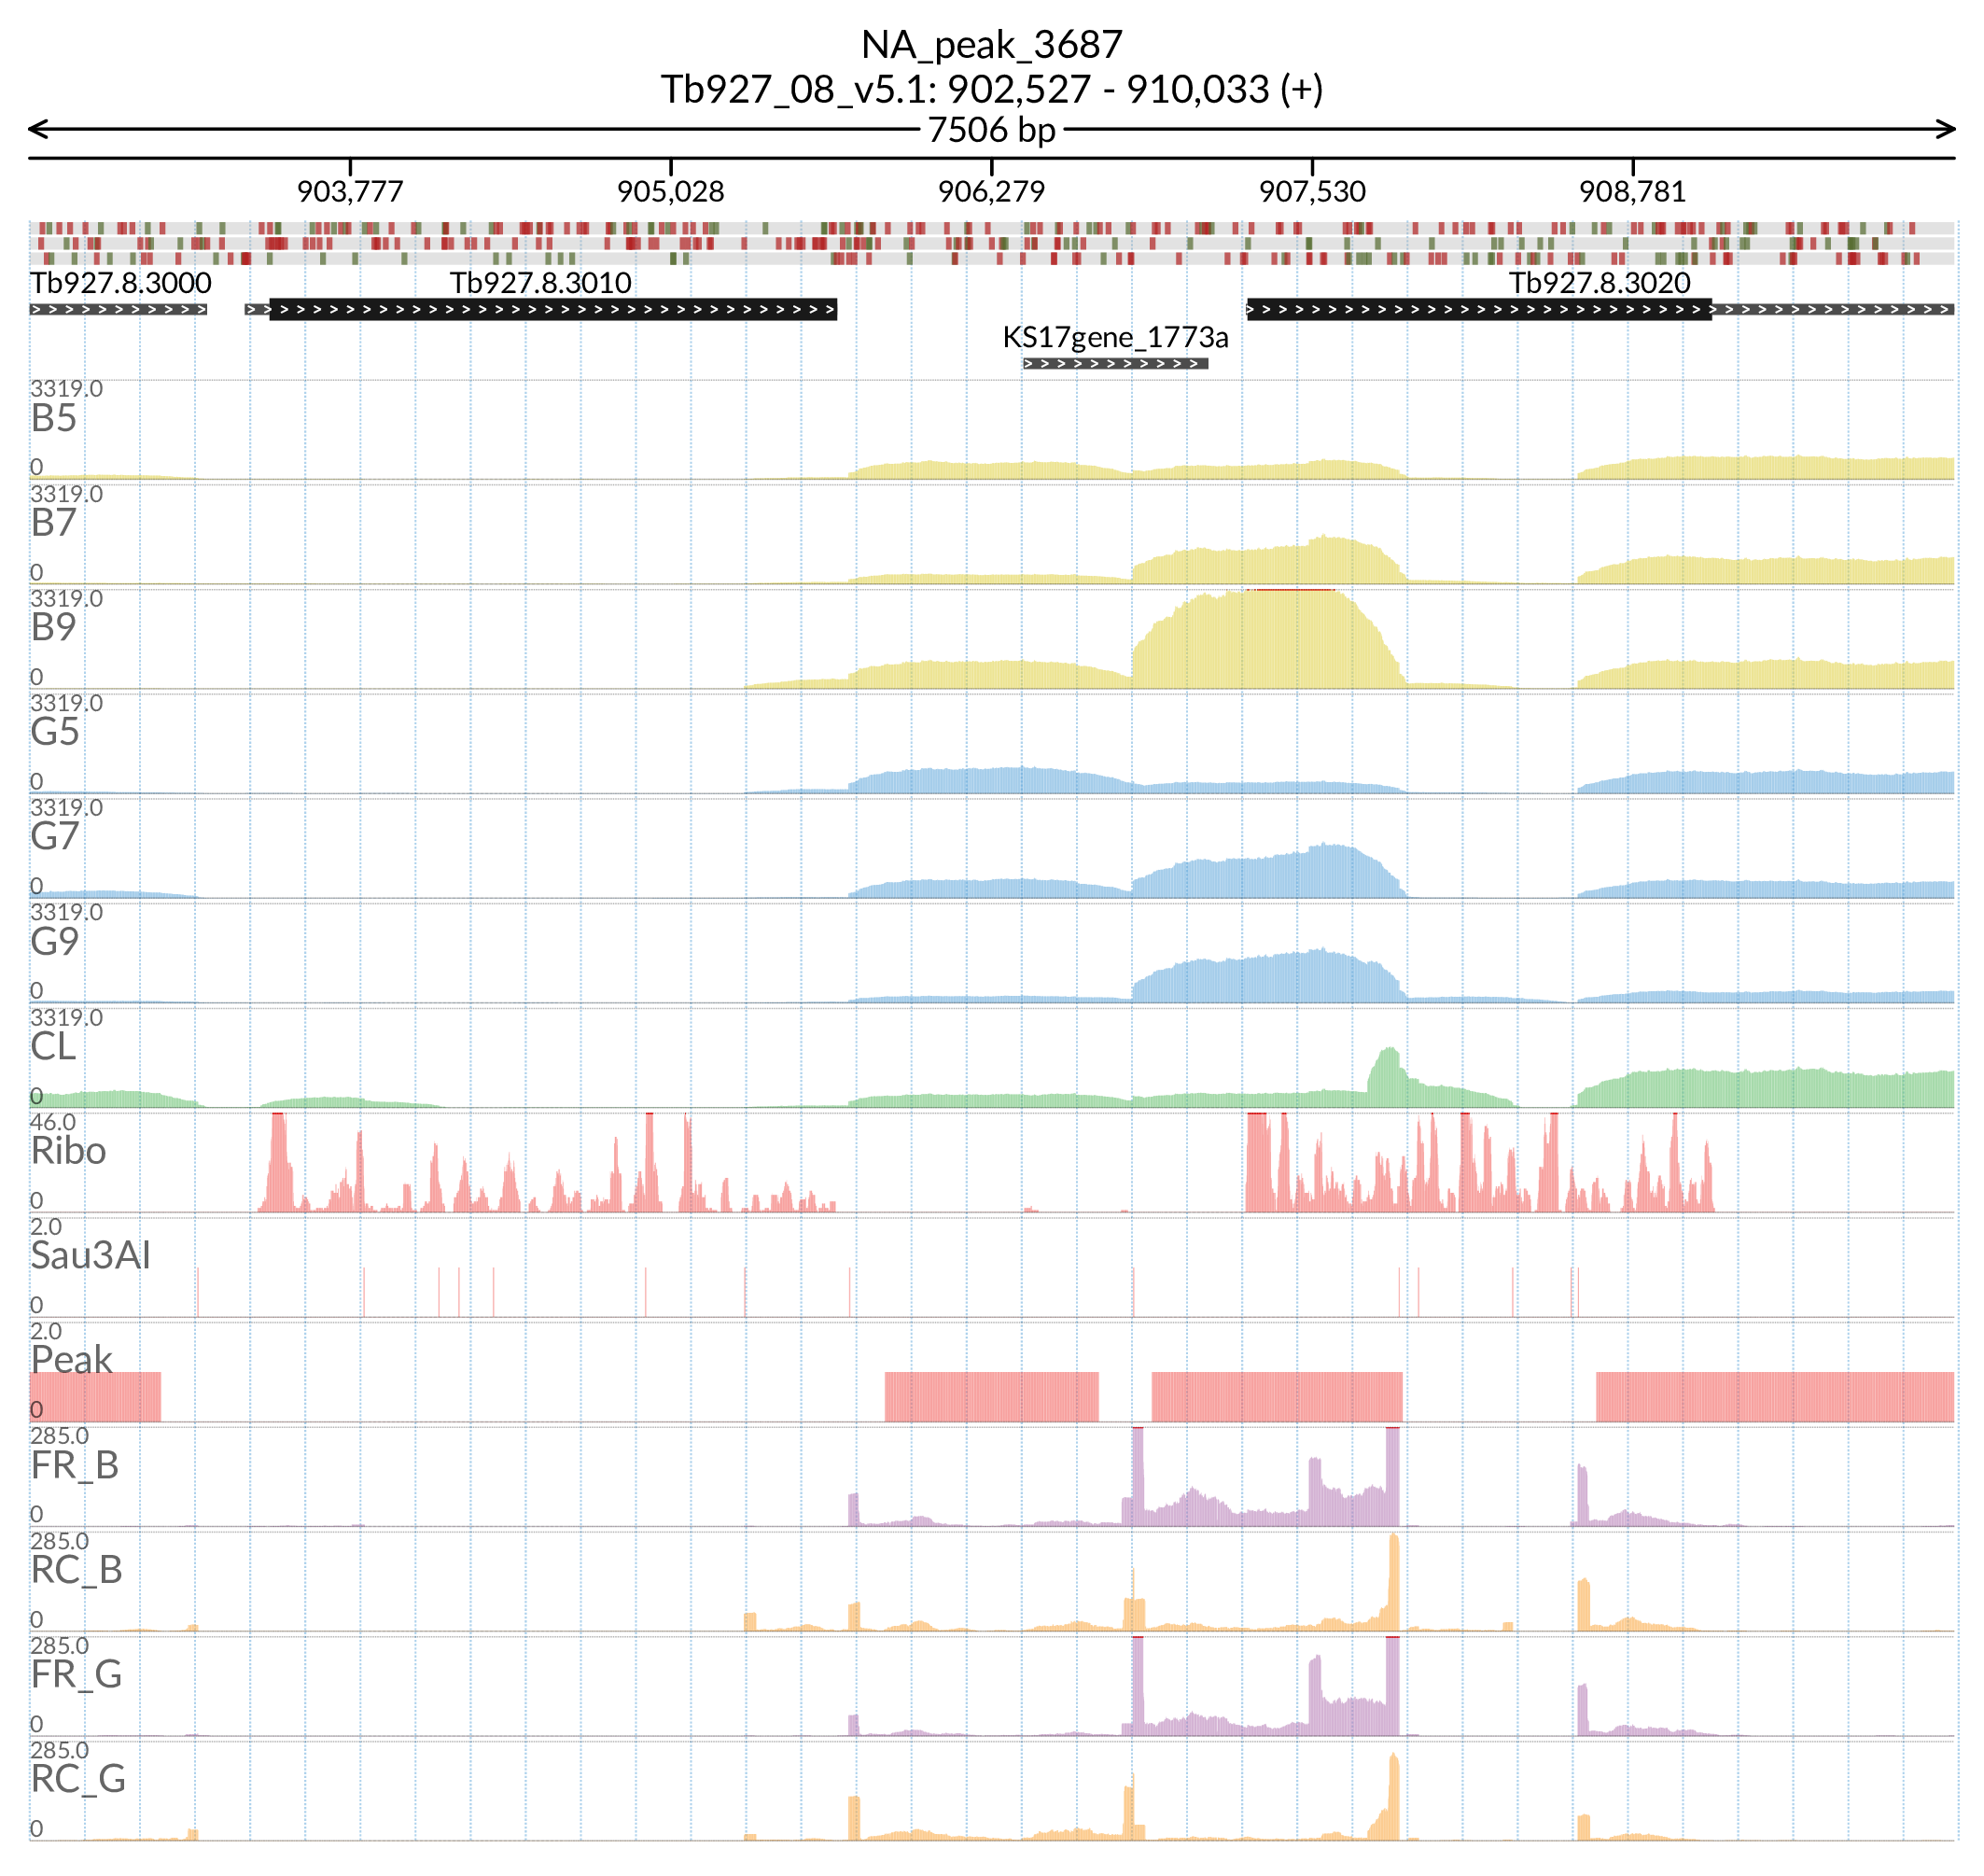 NA_peak_3687
Tb927_08_v5.1: 902,527 - 910,033 (+)
7506 bp
903,777 905,028 906,279 907,530 908,781
Tb927.8.3000 Tb927.8.3010 Tb927.8.3020
KS17gene_1773a
3319.0
B5
0
3319.0
B7
0
3319.0
B9
0
3319.0
G5
0
3319.0
G7
0
3319.0
G9
0
3319.0
CL
0
46.0
Ribo
0
2.0
Sau3AI
0
2.0
Peak
0
285.0
FR_B
0
285.0
RC_B
0
285.0
FR_G
0
285.0
RC_G
0